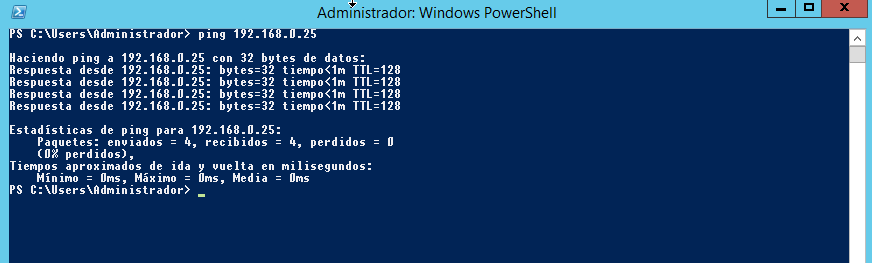 Administrador: Windows PowerShell
PS C:\Users\Administrador> ping 192.168.0.25
Haciendo ping a 192.168.0.25 con 32 bytes de datos:
Respuesta desde 192.168.0.25: bytes=32 tiempo<1m TTL=128
Respuesta desde 192.168.0.25: bytes=32 tiempo<1m TTL=128
Respuesta desde 192.168.0.25: bytes=32 tiempo<1m TTL=128
Respuesta desde 192.168.0.25: bytes=32 tiempo<1m TTL=128
Estadísticas de ping para 192.168.0.25:
Paquetes: enviados = 4, recibidos = 4, perdidos = 0
(0% perdidos),
Tiempos aproximados de ida y vuelta en milisegundos:
Mínimo = 0ms, Máximo = 0ms, Media = 0ms
PS C:\Users\Administrador>